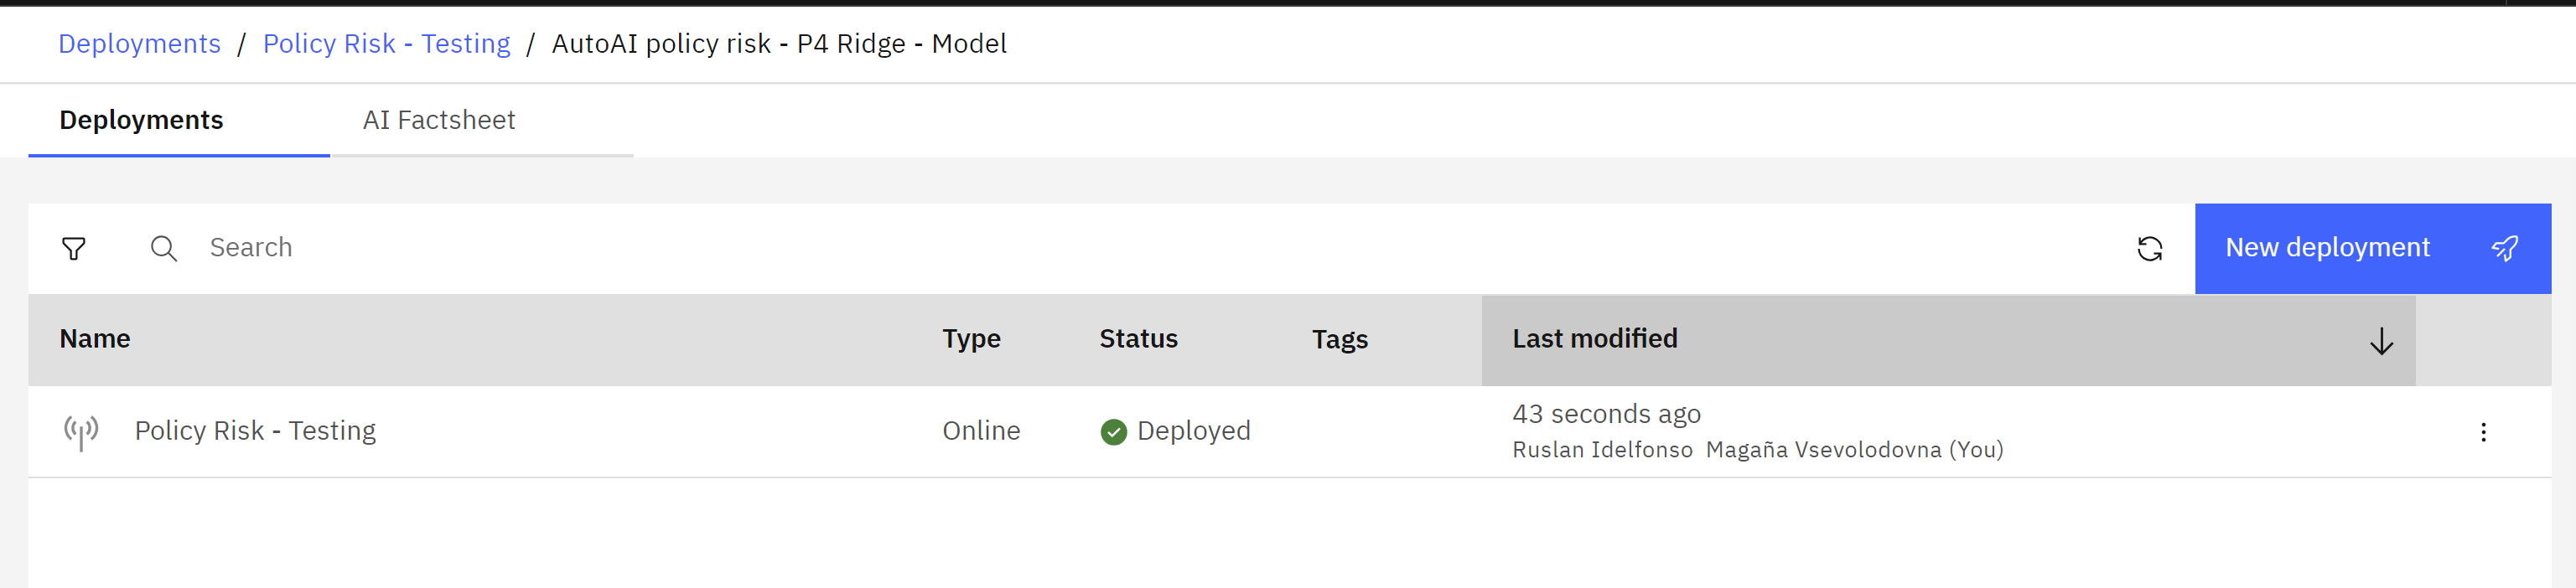 Deployments / Policy Risk - Testing / AutoAI policy risk - P4 Ridge - Model
Deployments AI Factsheet
Search New deployment
Name Type Status Tags Last modified
Policy Risk - Testing Online Deployed 43 seconds ago
Ruslan Idelfonso Magaña Vsevolodovna (You)